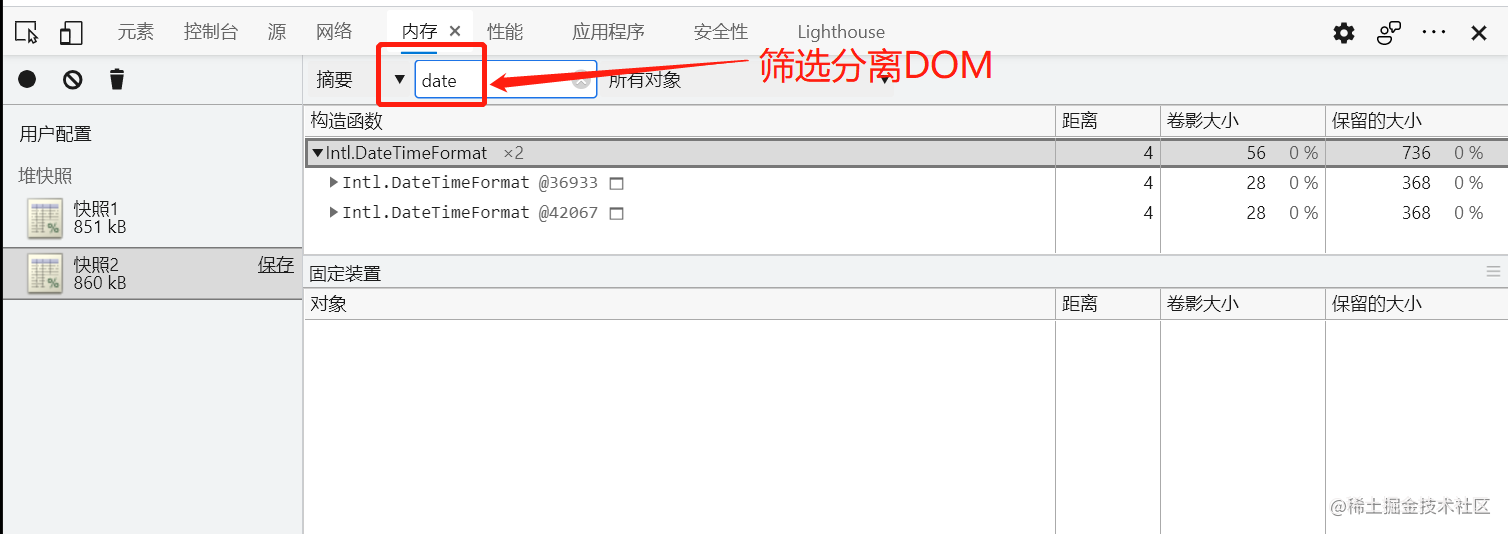 元素 控制台 源 网络 内存 性能 应用程序 安全性 Lighthouse
摘要 date 所有对象
筛选分离DOM
用户配置
堆快照
快照1
851 kB
快照2 保存
860 kB
构造函数 距离 卷影大小 保留的大小
Intl.DateTimeFormat ×2 4 56 0 % 736 0 %
Intl.DateTimeFormat @36933 4 28 0 % 368 0 %
Intl.DateTimeFormat @42067 4 28 0 % 368 0 %
固定装置
对象 距离 卷影大小 保留的大小
@稀土掘金技术社区